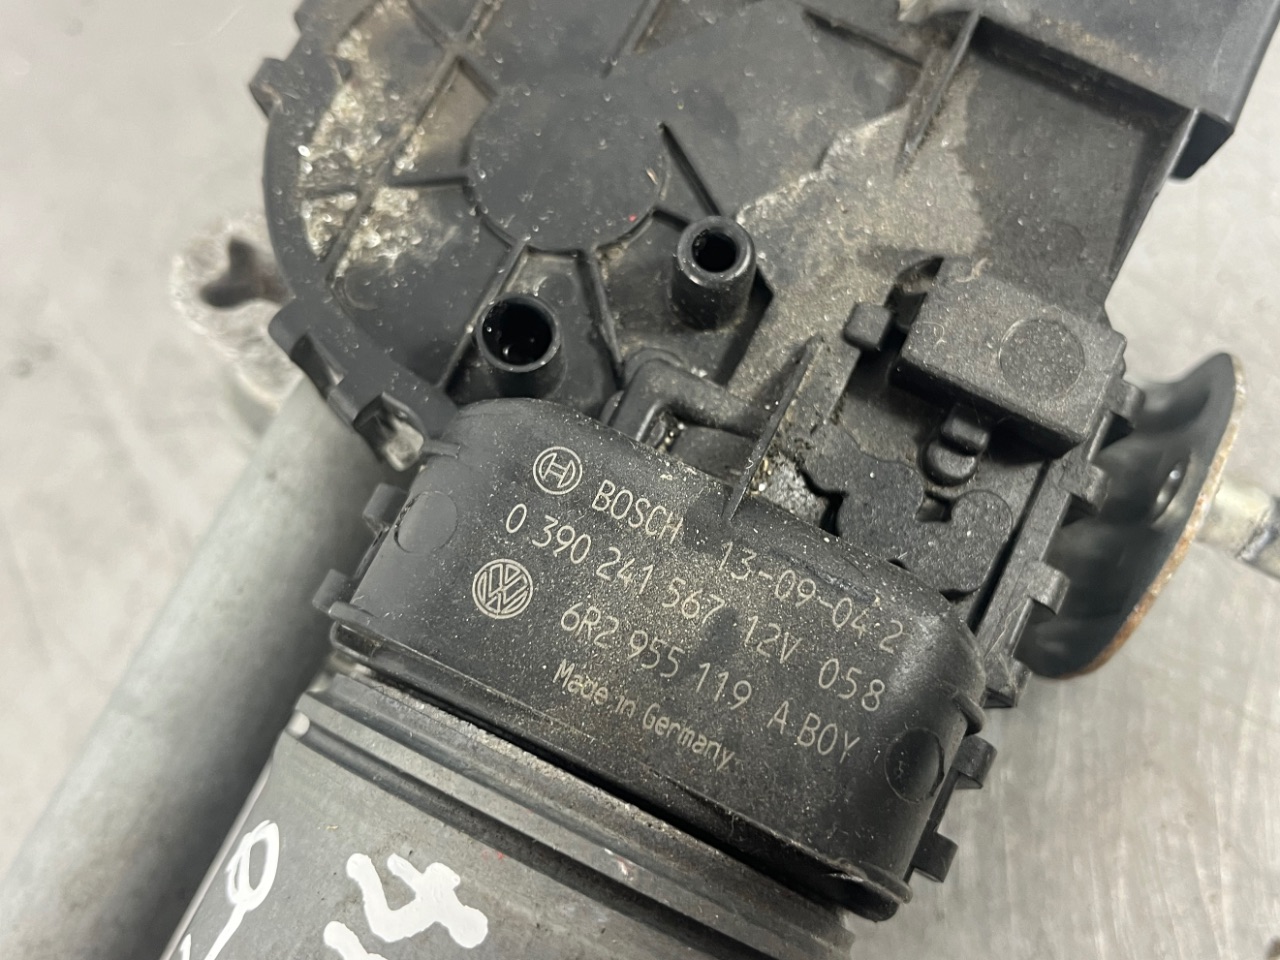 BOSCH 13-09-04 2
0 390 241 567 12V 058
6R2 955 119 A BOY
Made in Germany